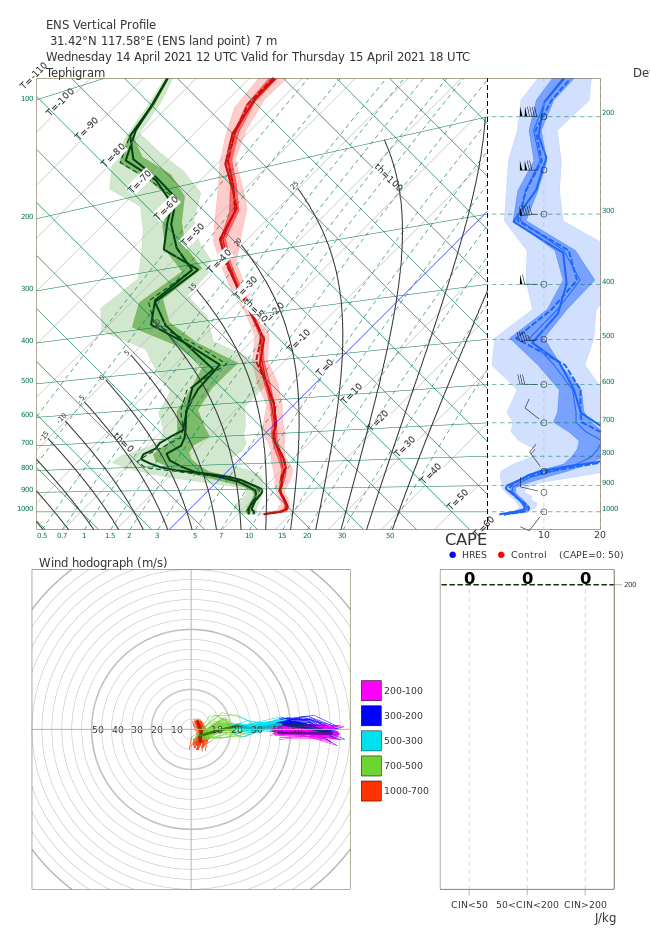 ENS Vertical Profile
31.42°N 117.58°E (ENS land point) 7 m
Wednesday 14 April 2021 12 UTC Valid for Thursday 15 April 2021 18 UTC
Tephigram
De
T=-110
T=-100
T=-90
T=-80
T=-70
T=-60
T=-50
T=-40
T=-30
T=-20
T=-10
T=0
T=10
T=20
T=30
T=40
T=50
th=100
th=50
th=0
100
200
300
400
500
600
700
800
900
1000
25
20
15
5
-5
-10
-15
200
300
400
500
600
700
800
900
1000
0.5 0.7 1 1.5 2 3 5 7 10 15 20 30 50
10 20
CAPE
HRES Control (CAPE=0: 50)
Wind hodograph (m/s)
0 0 0
200
50 40 30 20 10 10 20 30 40
200-100
300-200
500-300
700-500
1000-700
CIN<50 50<CIN<200 CIN>200
J/kg